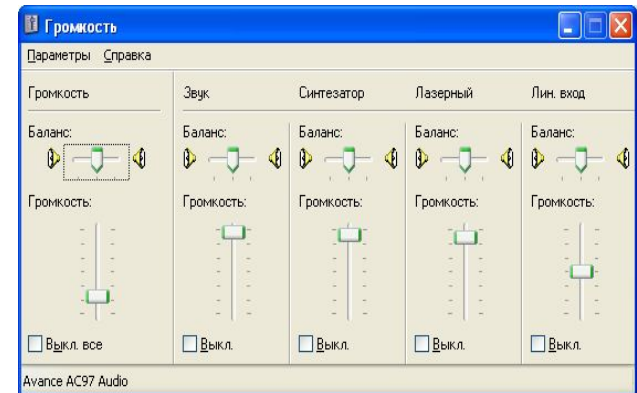 Громкость
Параметры Справка
Громкость Звук Синтезатор Лазерный Лин. вход
Баланс: Баланс: Баланс: Баланс: Баланс:
Громкость: Громкость: Громкость: Громкость: Громкость:
Выкл. все Выкл. Выкл. Выкл. Выкл.
Avance AC97 Audio